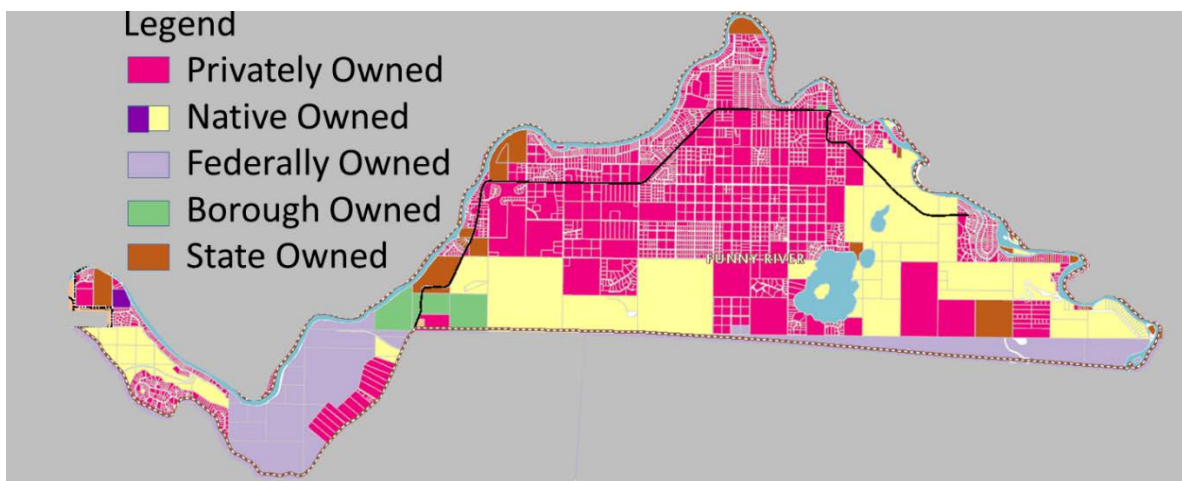 Legend
Privately Owned
Native Owned
Federally Owned
Borough Owned
State Owned
FUNNY RIVER